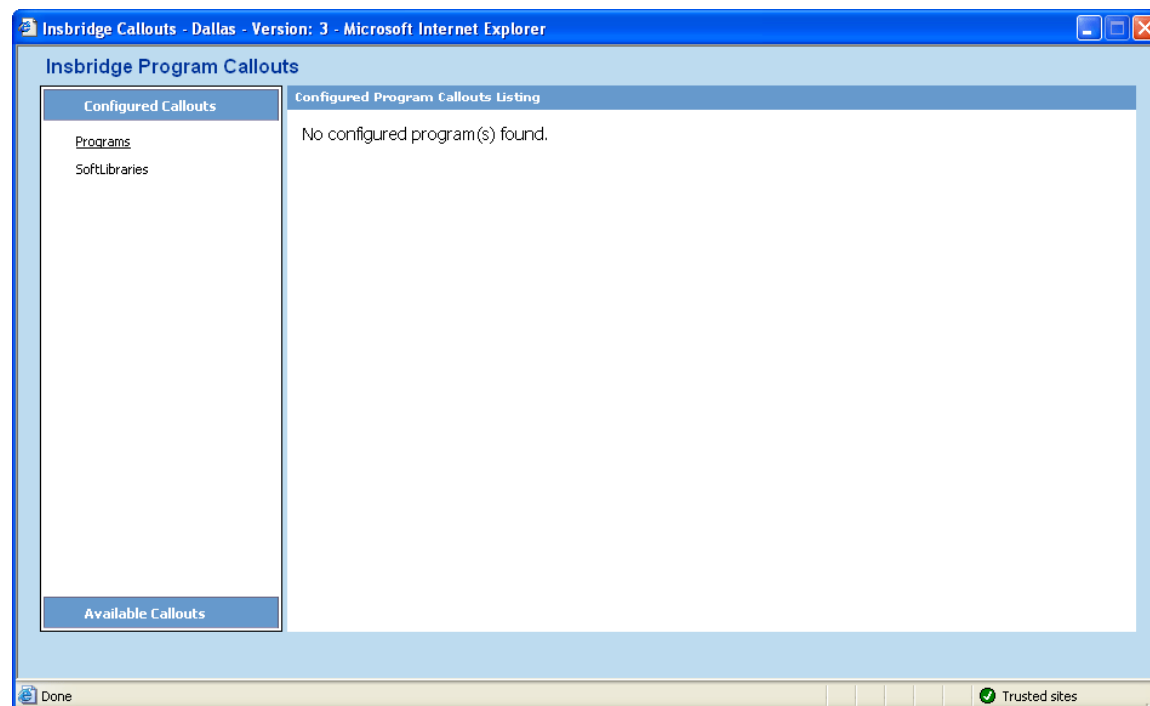 Insbridge Callouts - Dallas - Version: 3 - Microsoft Internet Explorer
Insbridge Program Callouts
Configured Callouts
Programs
SoftLibraries
Available Callouts
Configured Program Callouts Listing
No configured program(s) found.
Done
Trusted sites